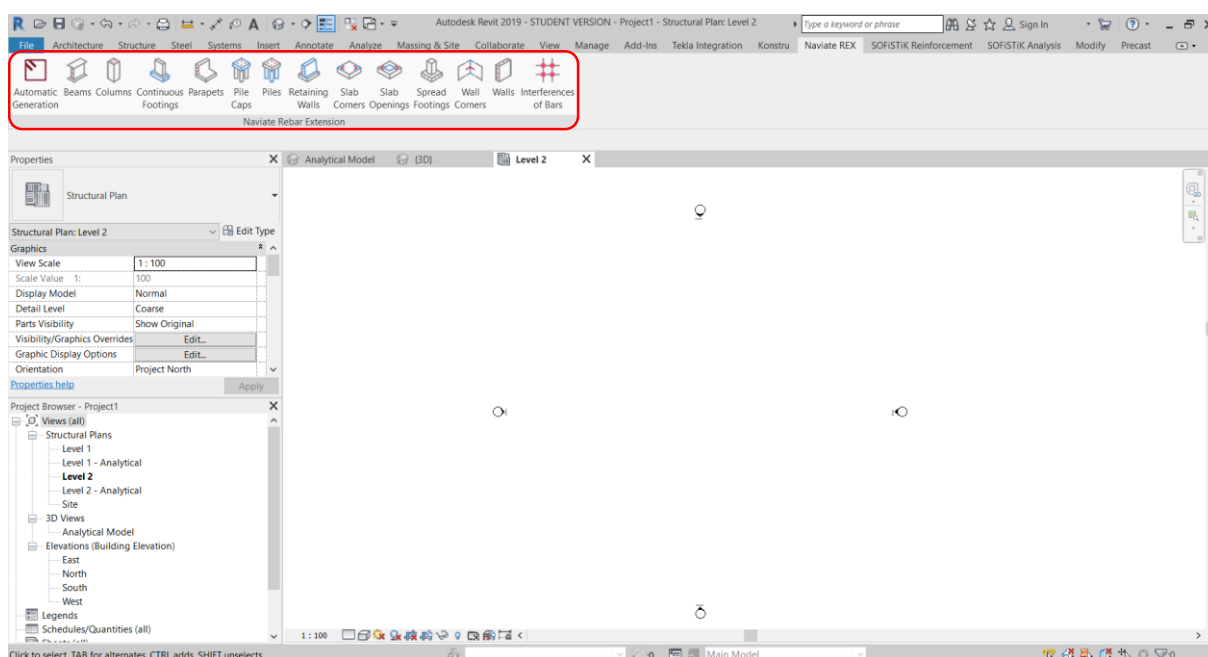 Autodesk Revit 2019 - STUDENT VERSION - Project1 - Structural Plan: Level 2
Type a keyword or phrase
Sign In
File Architecture Structure Steel Systems Insert Annotate Analyze Massing & Site Collaborate View Manage Add-Ins Tekla Integration Konstru Naviate REX SOFiSTiK Reinforcement SOFiSTiK Analysis Modify Precast
Automatic Beams Columns Continuous Parapets Pile Piles Retaining Slab Slab Spread Wall Walls Interferences
Generation Footings Caps Walls Corners Openings Footings Corners of Bars
Naviate Rebar Extension
Properties X Analytical Model {3D} Level 2 X
Structural Plan
Structural Plan: Level 2 Edit Type
Graphics
View Scale 1 : 100
Scale Value 1: 100
Display Model Normal
Detail Level Coarse
Parts Visibility Show Original
Visibility/Graphics Overrides Edit...
Graphic Display Options Edit...
Orientation Project North
Properties help Apply
Project Browser - Project1 X
Views (all)
Structural Plans
Level 1
Level 1 - Analytical
Level 2
Level 2 - Analytical
Site
3D Views
Analytical Model
Elevations (Building Elevation)
East
North
South
West
Legends
Schedules/Quantities (all)
1 : 100
Click to select, TAB for alternates, CTRL adds, SHIFT unselects. :0 Main Model :0